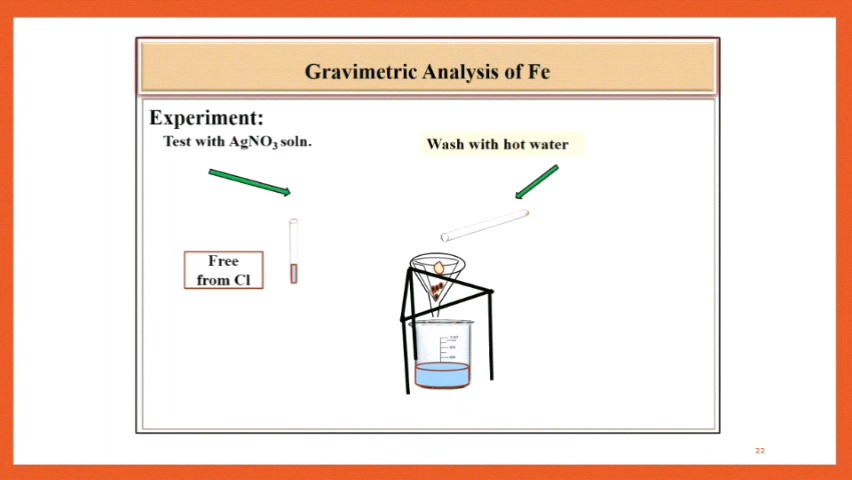 Gravimetric Analysis of Fe
Experiment:
Test with AgNO₃ soln.
Wash with hot water
Free
from Cl
22